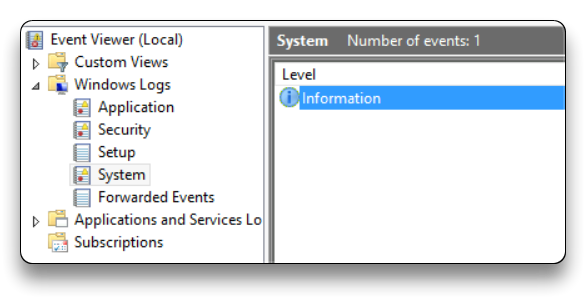 Event Viewer (Local)
Custom Views
Windows Logs
Application
Security
Setup
System
Forwarded Events
Applications and Services Lo
Subscriptions
System Number of events: 1
Level
Information